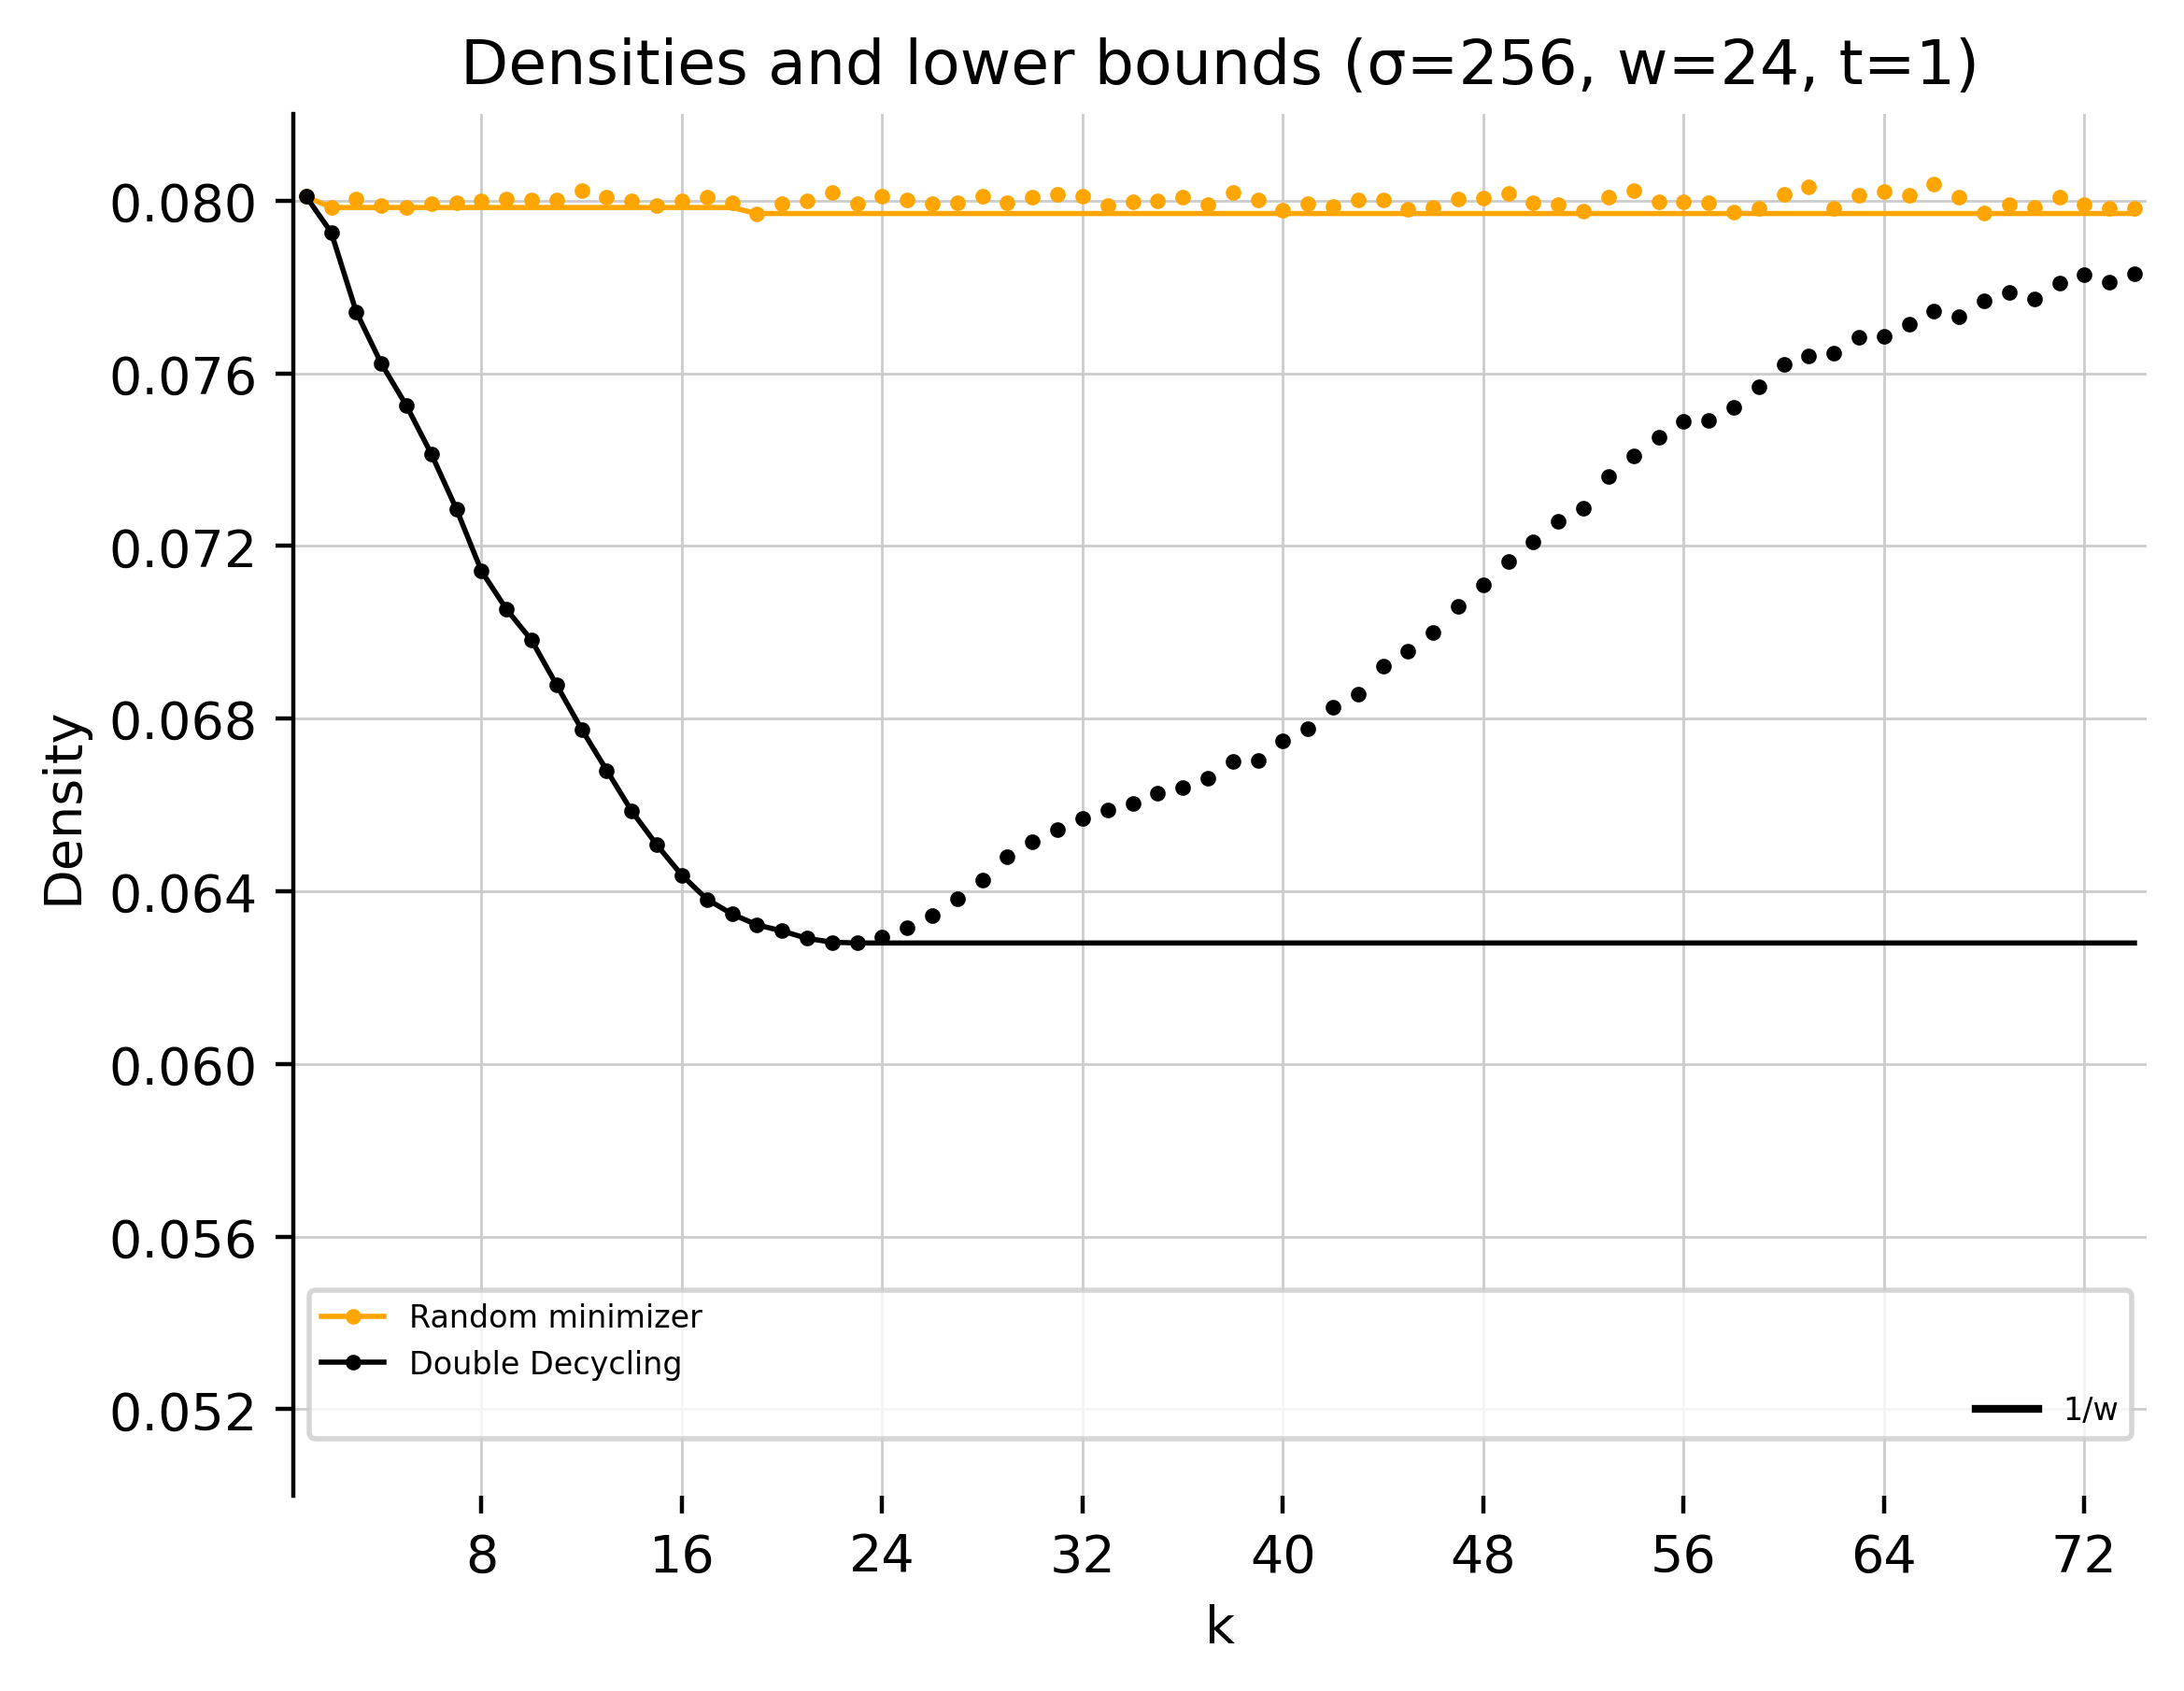 Densities and lower bounds (σ=256, w=24, t=1)
Density
0.080
0.076
0.072
0.068
0.064
0.060
0.056
0.052
Random minimizer
Double Decycling
1/w
8 16 24 32 40 48 56 64 72
k